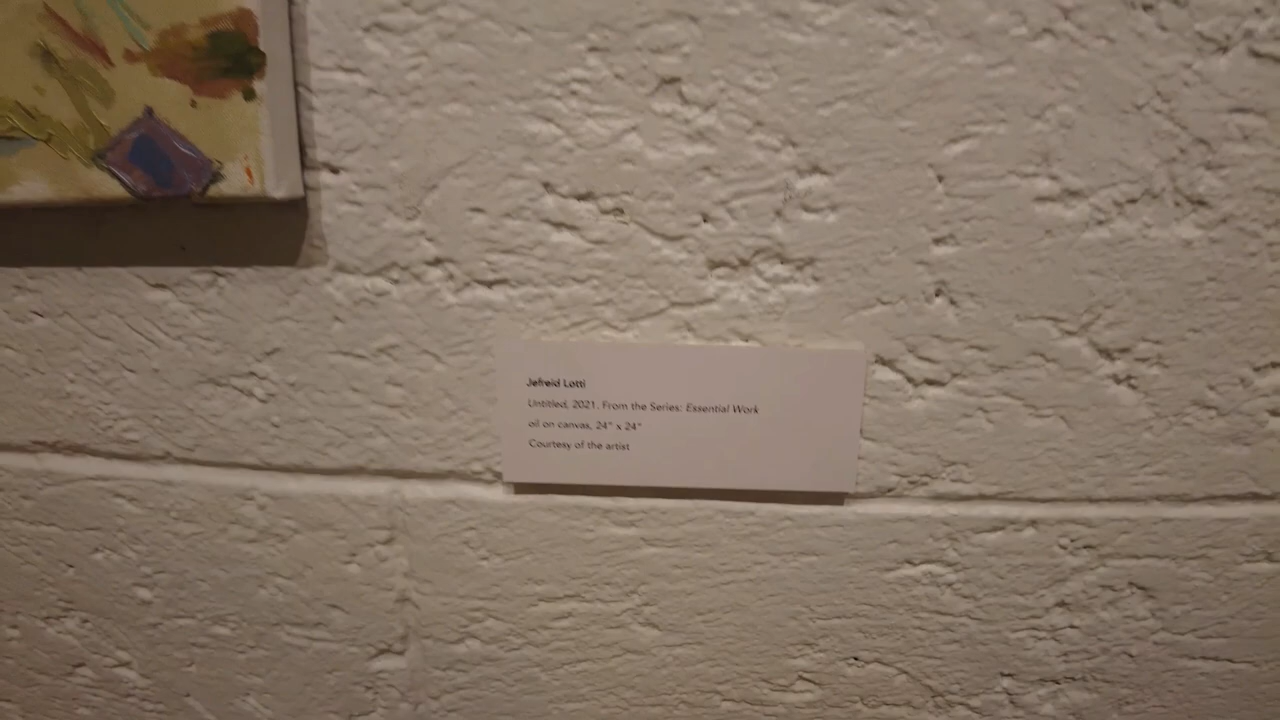 Jefreid Lotti
Untitled, 2021. From the Series: Essential Work
oil on canvas, 24" x 24"
Courtesy of the artist